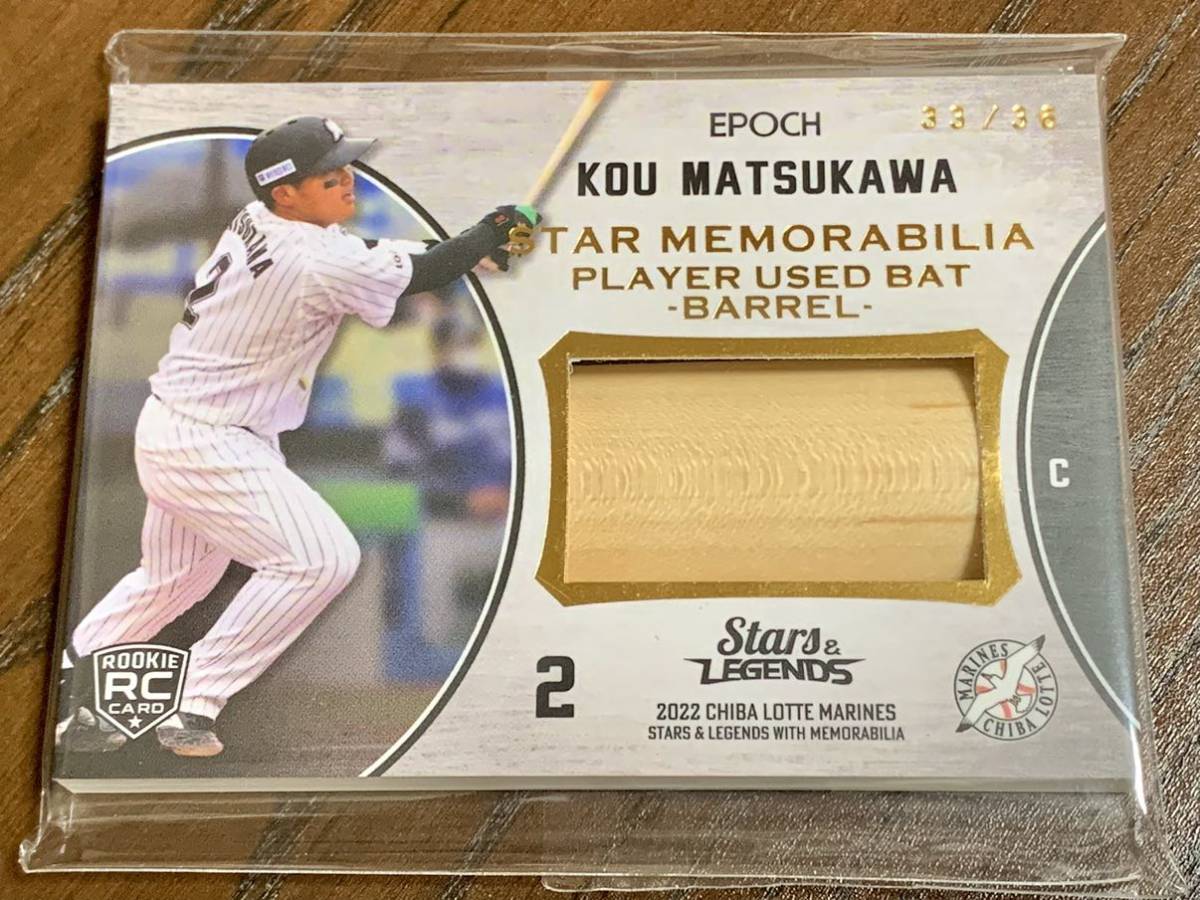 EPOCH
33/36
KOU MATSUKAWA
STAR MEMORABILIA
PLAYER USED BAT
-BARREL-
2
C
ROOKIE
RC
CARD
2
Stars &
LEGENDS
2022 CHIBA LOTTE MARINES
STARS & LEGENDS WITH MEMORABILIA
MARINES
CHIBA LOTTE